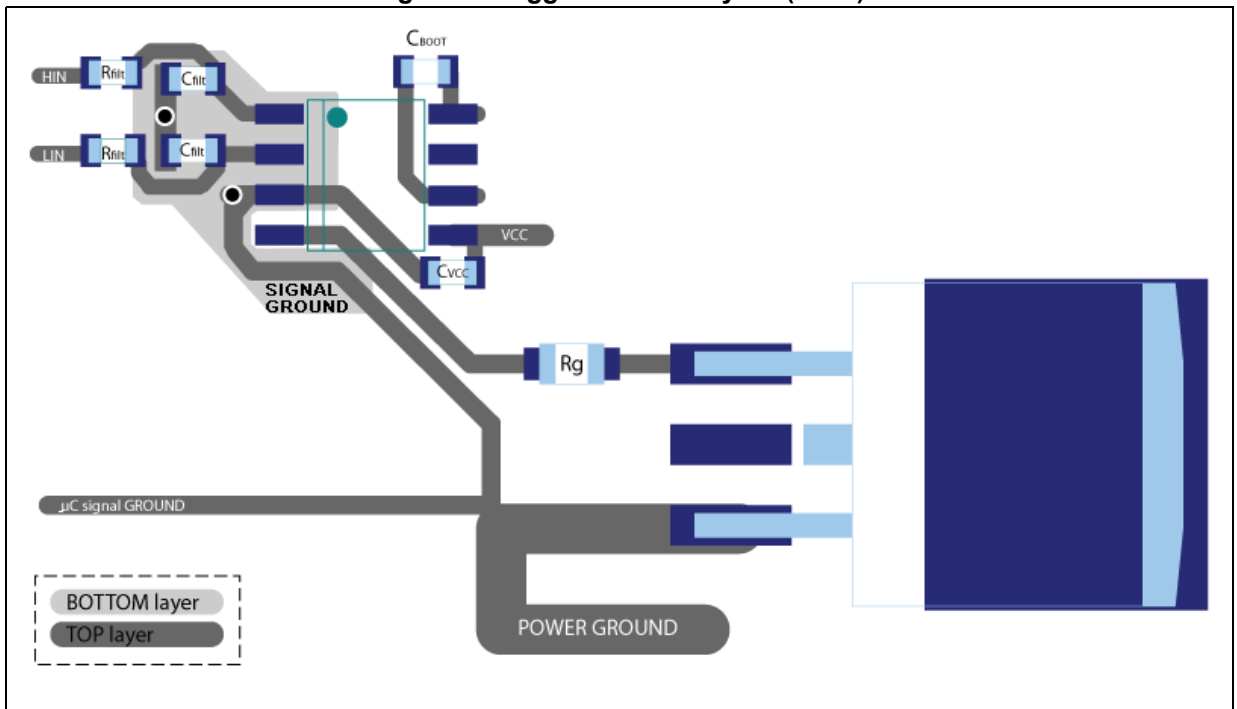 CBOOT
HIN
Rfilt
Cfilt
LIN
Rfilt
Cfilt
VCC
CVCC
SIGNAL
GROUND
Rg
µC signal GROUND
BOTTOM layer
TOP layer
POWER GROUND